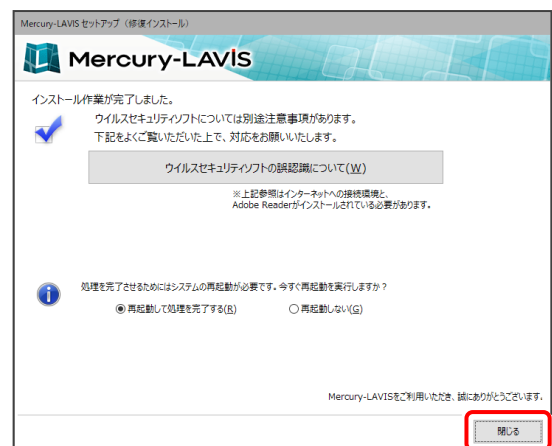 Mercury-LAVIS セットアップ（修復インストール）
Mercury-LAVIS
インストール作業が完了しました。
ウイルスセキュリティソフトについては別途注意事項があります。
下記をよくご覧いただいた上で、対応をお願いいたします。
ウイルスセキュリティソフトの誤認識について(W)
※上記参照はインターネットへの接続環境と、
Adobe Readerがインストールされている必要があります。
処理を完了させるためにはシステムの再起動が必要です。今すぐ再起動を実行しますか？
再起動して処理を完了する(R) 再起動しない(G)
Mercury-LAVISをご利用いただき、誠にありがとうございます。
閉じる